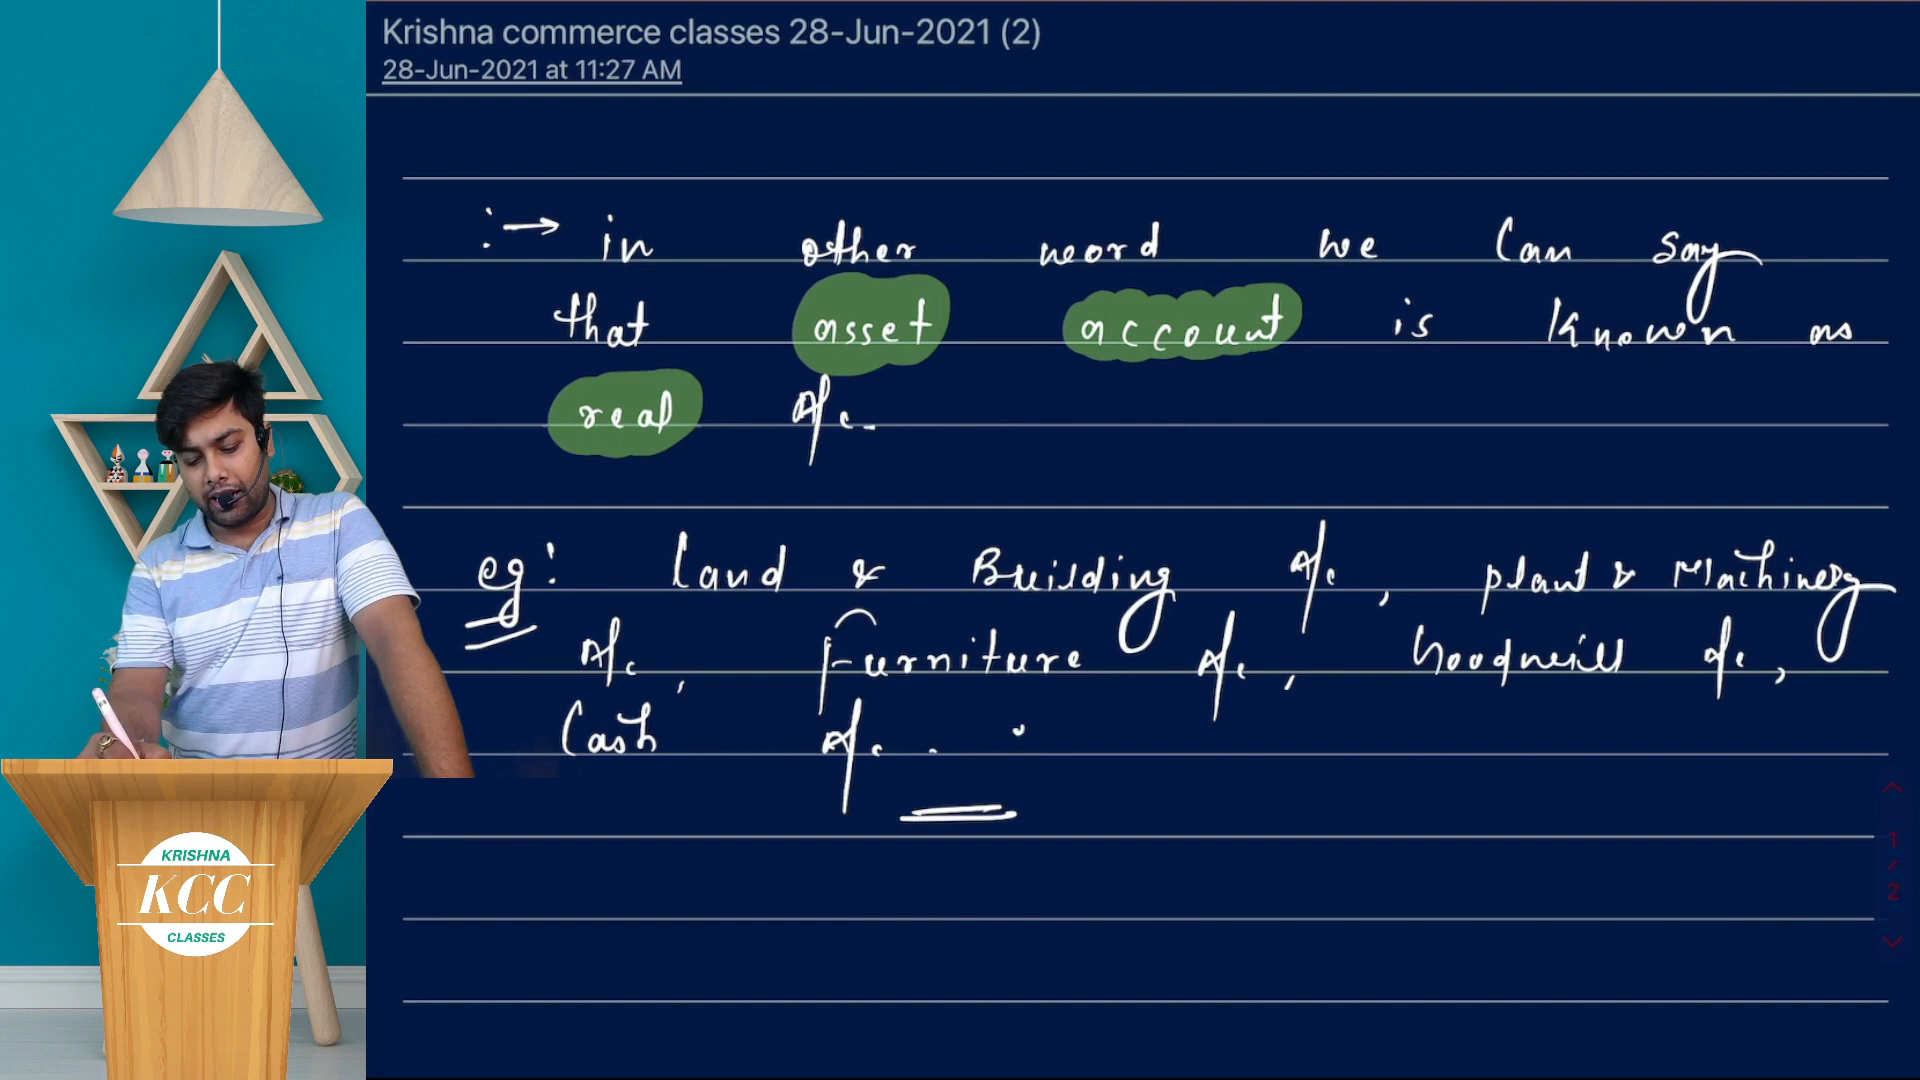 Krishna commerce classes 28-Jun-2021 (2)
28-Jun-2021 at 11:27 AM
:→ in other word we can say
that asset account is known as
real A/c.
eg: Land & Building A/c, plant & Machinery
A/c, Furniture A/c, Goodwill A/c,
Cash A/c.
KRISHNA
KCC
CLASSES
1
/
2